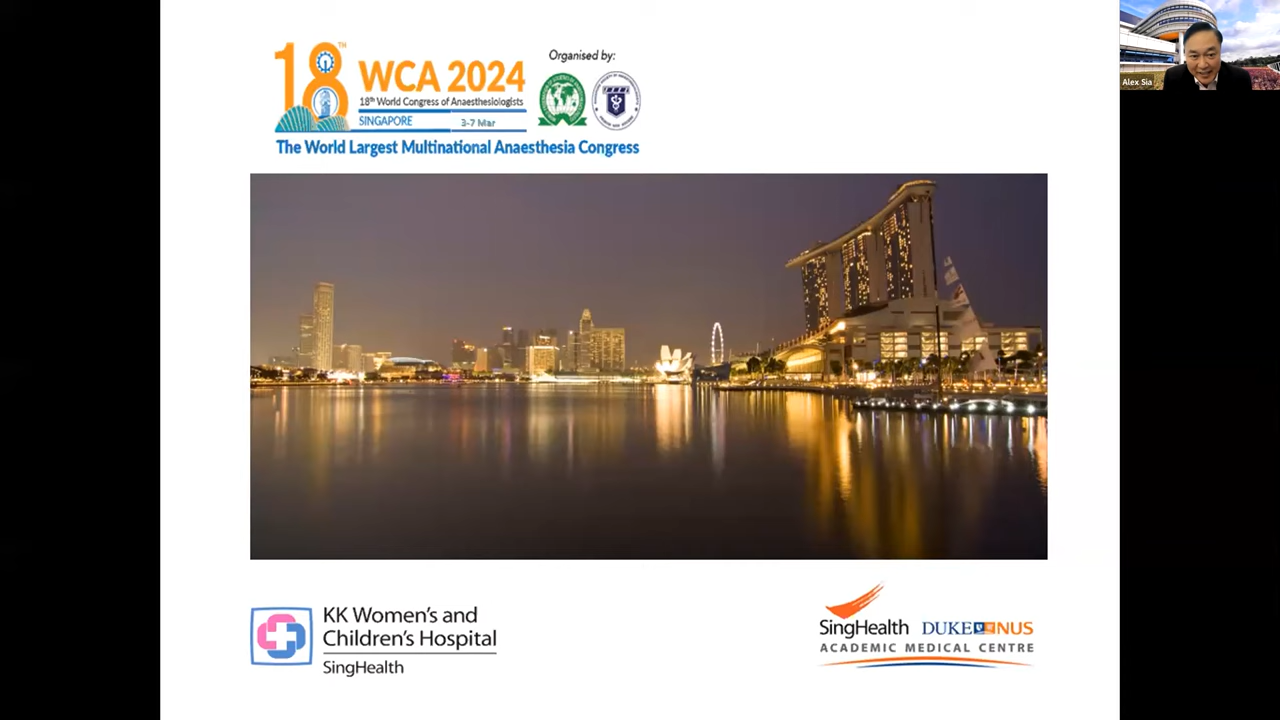 18TH
WCA 2024
18th World Congress of Anaesthesiologists
SINGAPORE
3-7 Mar
Organised by:
The World Largest Multinational Anaesthesia Congress
Alex Sia
KK Women's and
Children's Hospital
SingHealth
SingHealth DUKE NUS
ACADEMIC MEDICAL CENTRE